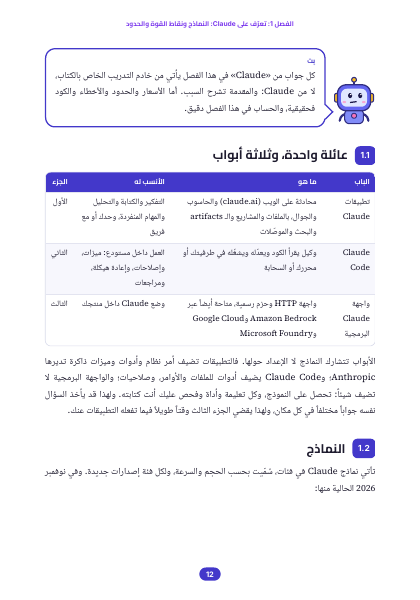 الفصل 1: تعرّف على Claude: النماذج ونقاط القوة والحدود
بت
كل جواب من «Claude» في هذا الفصل يأتي من خادم التدريب الخاص بالكتاب،
لا من Claude؛ والمقدمة تشرح السبب. أما الأسعار والحدود والأخطاء والكود
فحقيقية، والحساب في هذا الفصل دقيق.
1.1 عائلة واحدة، وثلاثة أبواب
الباب ما هو الأنسب له الجزء
تطبيقات محادثة على الويب (claude.ai) والحاسوب التفكير والكتابة والتحليل الأول
Claude والجوال، بالملفات والمشاريع والـ artifacts والمهام المنفردة، وحدك أو مع
والبحث والموصّلات فريق
Claude وكيل يقرأ الكود ويعدّله ويشغّله في طرفيتك أو العمل داخل مستودع: ميزات، الثاني
Code محررك أو السحابة وإصلاحات، وإعادة هيكلة،
ومراجعات
واجهة واجهة HTTP وحزم رسمية، متاحة أيضاً عبر وضع Claude داخل منتجك الثالث
Claude Amazon Bedrock وGoogle Cloud
البرمجية وMicrosoft Foundry
الأبواب تتشارك النماذج لا الإعداد حولها. فالتطبيقات تضيف أمر نظام وأدوات وميزات ذاكرة تديرها
Anthropic؛ وClaude Code يضيف أدوات للملفات والأوامر، وصلاحيات؛ والواجهة البرمجية لا
تضيف شيئاً: تحصل على النموذج، وكل تعليمة وأداة وفحص عليك أنت كتابته. ولهذا قد يأخذ السؤال
نفسه جواباً مختلفاً في كل مكان، ولهذا يقضي الجزء الثالث وقتاً طويلاً فيما تفعله التطبيقات عنك.
1.2 النماذج
تأتي نماذج Claude في فئات، سُمّيت بحسب الحجم والسرعة، ولكل فئة إصدارات جديدة. وفي نوفمبر
2026 الحالية منها:
12